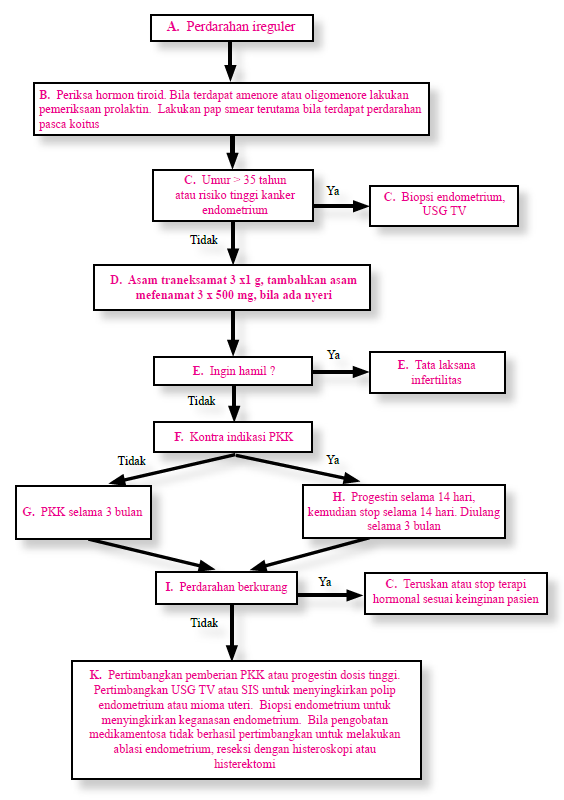 A. Perdarahan ireguler
B. Periksa hormon tiroid. Bila terdapat amenore atau oligomenore lakukan
pemeriksaan prolaktin. Lakukan pap smear terutama bila terdapat perdarahan
pasca koitus
C. Umur > 35 tahun
atau risiko tinggi kanker
endometrium
Ya
C. Biopsi endometrium,
USG TV
Tidak
D. Asam traneksamat 3 x1 g, tambahkan asam
mefenamat 3 x 500 mg, bila ada nyeri
E. Ingin hamil ?
Ya
E. Tata laksana
infertilitas
Tidak
F. Kontra indikasi PKK
Tidak
Ya
G. PKK selama 3 bulan
H. Progestin selama 14 hari,
kemudian stop selama 14 hari. Diulang
selama 3 bulan
I. Perdarahan berkurang
Ya
C. Teruskan atau stop terapi
hormonal sesuai keinginan pasien
Tidak
K. Pertimbangkan pemberian PKK atau progestin dosis tinggi.
Pertimbangkan USG TV atau SIS untuk menyingkirkan polip
endometrium atau mioma uteri. Biopsi endometrium untuk
menyingkirkan keganasan endometrium. Bila pengobatan
medikamentosa tidak berhasil pertimbangkan untuk melakukan
ablasi endometrium, reseksi dengan histeroskopi atau
histerektomi